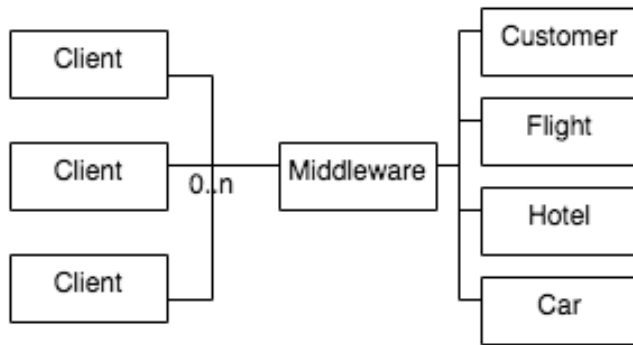 Client
Client
Client
0..n
Middleware
Customer
Flight
Hotel
Car